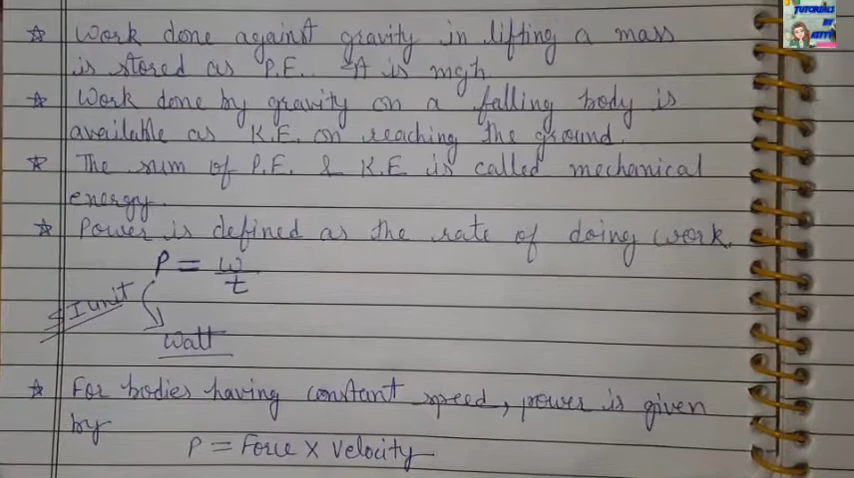 TUTORIALS
BY
KITTY
☆ Work done against gravity in lifting a mass
is stored as P.E. It is mgh.
☆ Work done by gravity on a falling body is
available as K.E. on reaching the ground.
☆ The sum of P.E. & K.E is called mechanical
energy.
☆ Power is defined as the rate of doing work.
P = W
t
SI unit
Watt
☆ For bodies having constant speed, power is given
by
P = Force × Velocity